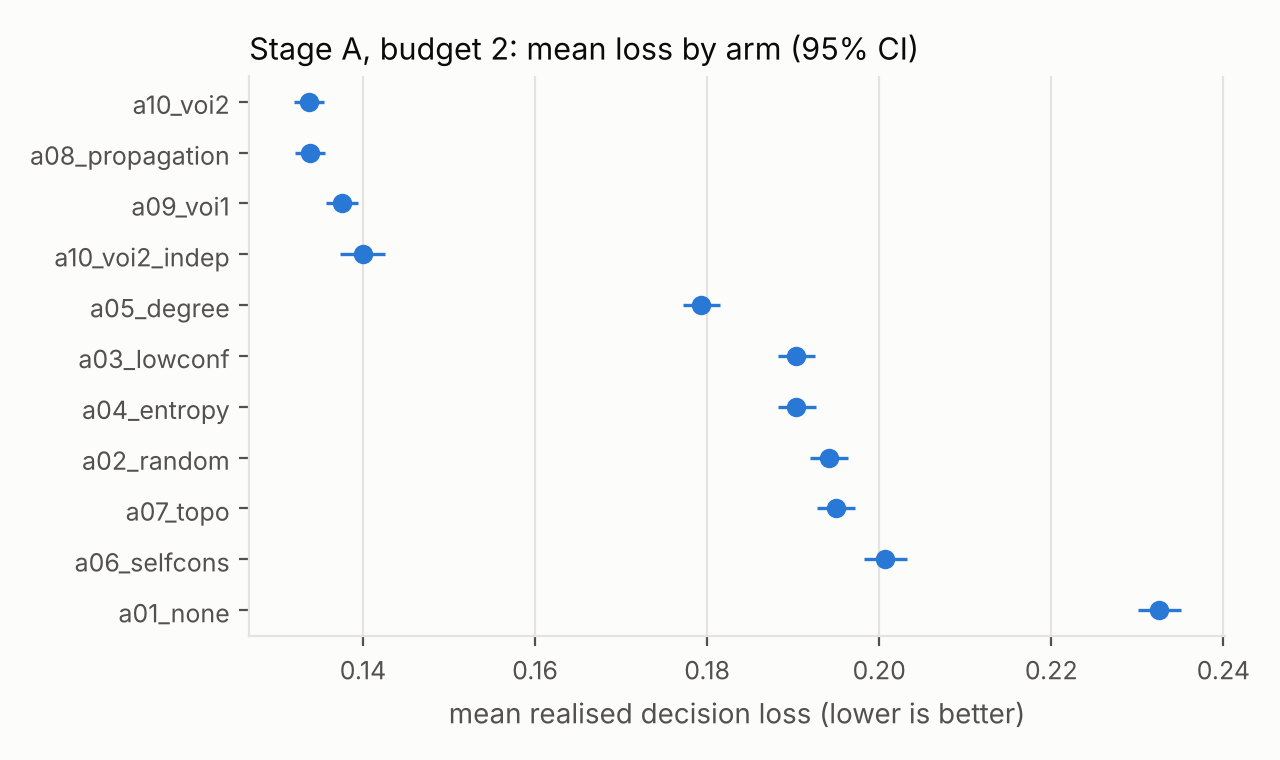 Stage A, budget 2: mean loss by arm (95% CI)
a10_voi2
a08_propagation
a09_voi1
a10_voi2_indep
a05_degree
a03_lowconf
a04_entropy
a02_random
a07_topo
a06_selfcons
a01_none
0.14 0.16 0.18 0.20 0.22 0.24
mean realised decision loss (lower is better)